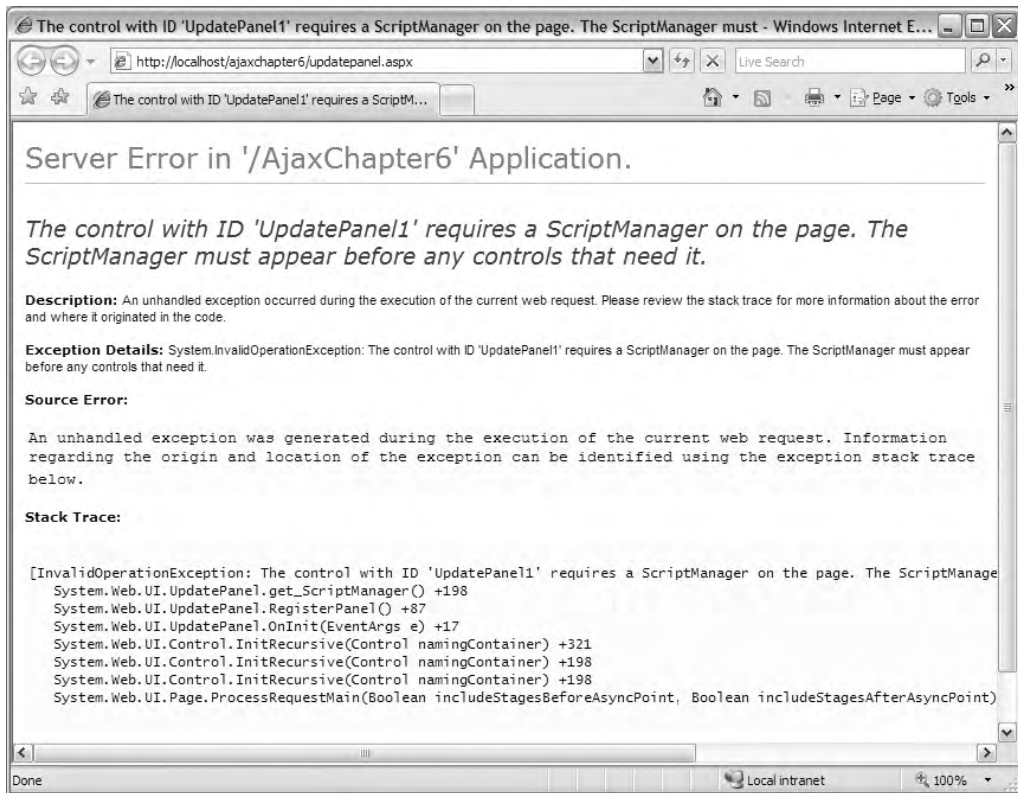 The control with ID 'UpdatePanel1' requires a ScriptManager on the page. The ScriptManager must - Windows Internet E...
http://localhost/ajaxchapter6/updatepanel.aspx
Live Search
The control with ID 'UpdatePanel1' requires a ScriptM...
Page
Tools
»
Server Error in '/AjaxChapter6' Application.
The control with ID 'UpdatePanel1' requires a ScriptManager on the page. The
ScriptManager must appear before any controls that need it.
Description: An unhandled exception occurred during the execution of the current web request. Please review the stack trace for more information about the error
and where it originated in the code.
Exception Details: System.InvalidOperationException: The control with ID 'UpdatePanel1' requires a ScriptManager on the page. The ScriptManager must appear
before any controls that need it.
Source Error:
An unhandled exception was generated during the execution of the current web request. Information
regarding the origin and location of the exception can be identified using the exception stack trace
below.
Stack Trace:
[InvalidOperationException: The control with ID 'UpdatePanel1' requires a ScriptManager on the page. The ScriptManage
System.Web.UI.UpdatePanel.get_ScriptManager() +198
System.Web.UI.UpdatePanel.RegisterPanel() +87
System.Web.UI.UpdatePanel.OnInit(EventArgs e) +17
System.Web.UI.Control.InitRecursive(Control namingContainer) +321
System.Web.UI.Control.InitRecursive(Control namingContainer) +198
System.Web.UI.Control.InitRecursive(Control namingContainer) +198
System.Web.UI.Page.ProcessRequestMain(Boolean includeStagesBeforeAsyncPoint, Boolean includeStagesAfterAsyncPoint)
Done
Local intranet
100%